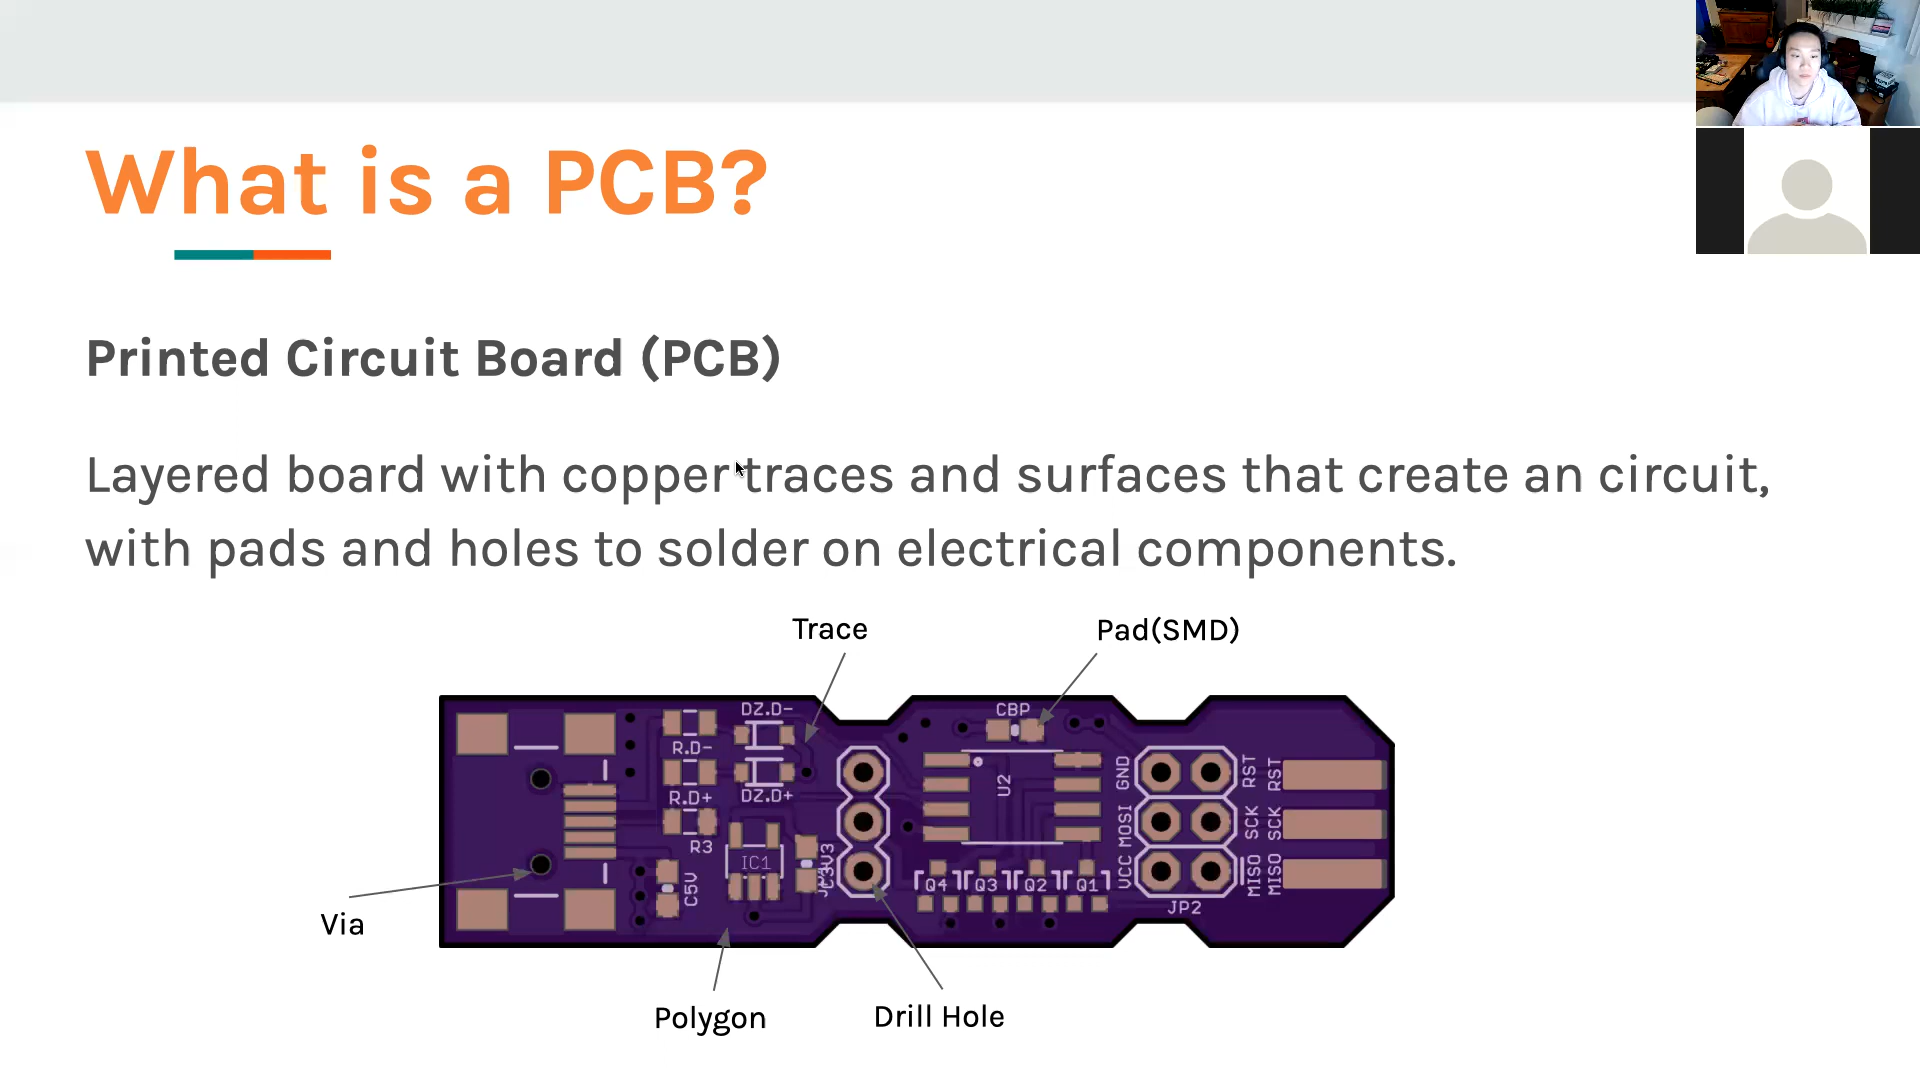 What is a PCB?
Printed Circuit Board (PCB)
Layered board with copper traces and surfaces that create an circuit,
with pads and holes to solder on electrical components.
Trace
Pad(SMD)
DZ.D-
CBP
R.D-
GND
RST
RST
U2
R.D+
DZ.D+
MOSI
SCK
SCK
R3
IC1
C5V
Q4
Q3
Q2
Q1
VCC
MISO
MISO
JP2
Via
Polygon
Drill Hole